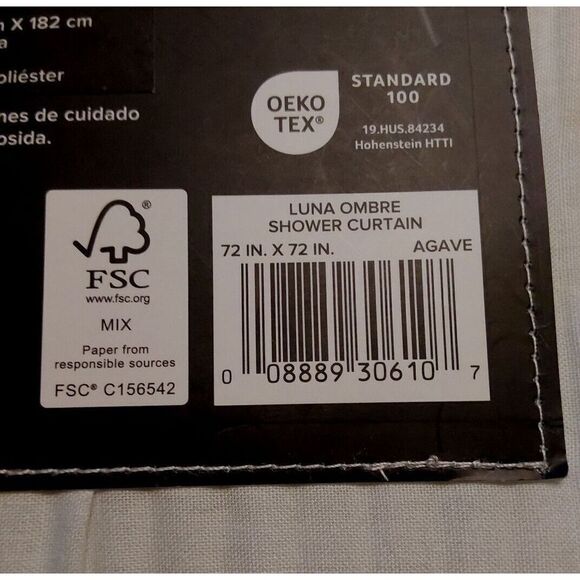 X 182 cm
a
oliéster
nes de cuidado
osida.
OEKO
TEX®
STANDARD
100
19.HUS.84234
Hohenstein HTTI
FSC
www.fsc.org
MIX
Paper from
responsible sources
FSC® C156542
LUNA OMBRE
SHOWER CURTAIN
72 IN. X 72 IN. AGAVE
0 08889 30610 7